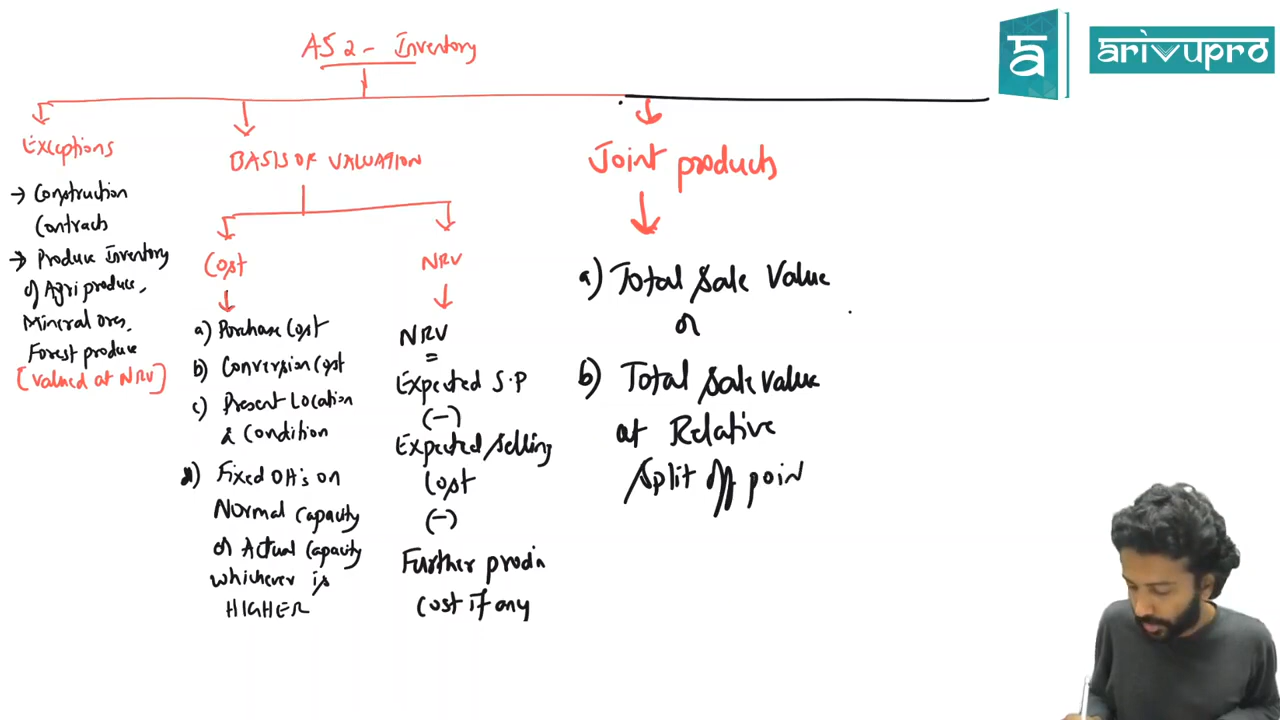 AS 2 - Inventory
arivupro
Exceptions
→ Construction
Contracts
→ Produce Inventory
of Agri produce,
Mineral Ores,
Forest produce
[Valued at NRV]
BASIS OF VALUATION
Cost
a) Purchase Cost
b) Conversion Cost
c) Present Location
& Condition
d) Fixed OH's on
Normal Capacity
or Actual Capacity
whichever is
HIGHER
NRV
NRV
=
Expected S.P
(-)
Expected Selling
Cost
(-)
Further prodn
cost if any
Joint products
a) Total Sale Value
or
b) Total Sale value
at Relative
Split off poin